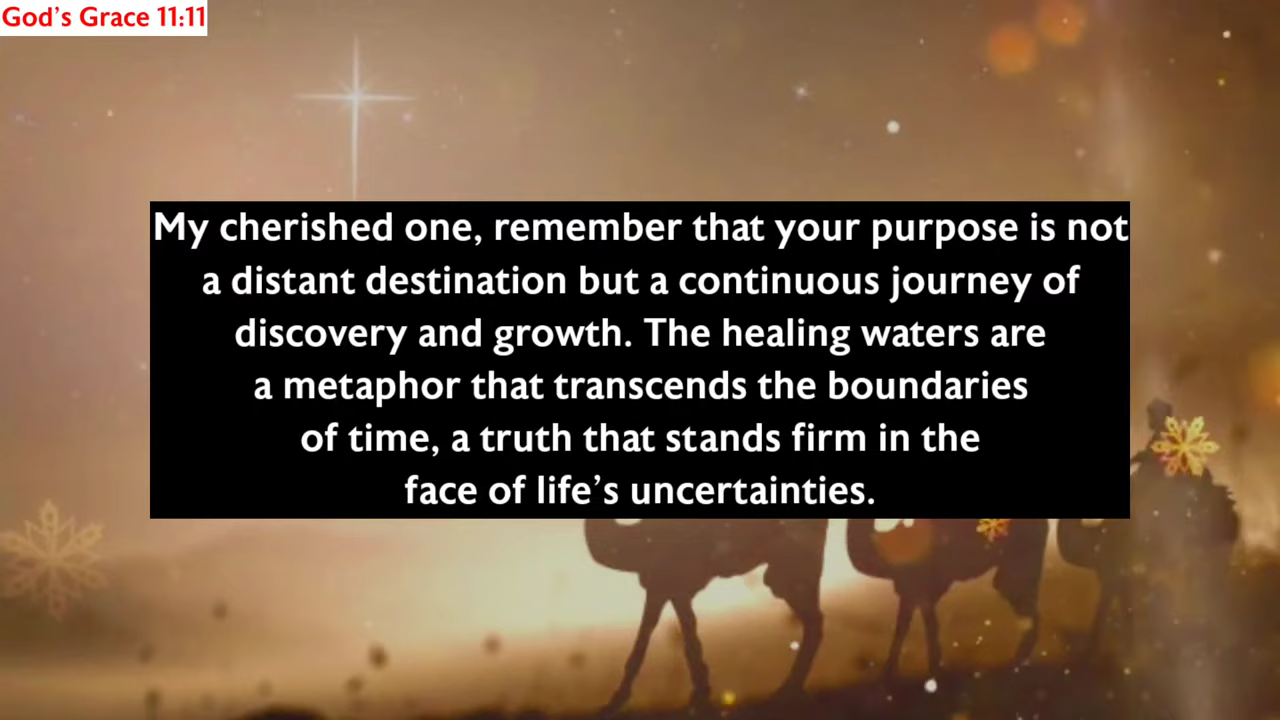 God's Grace 11:11
My cherished one, remember that your purpose is not
a distant destination but a continuous journey of
discovery and growth. The healing waters are
a metaphor that transcends the boundaries
of time, a truth that stands firm in the
face of life's uncertainties.